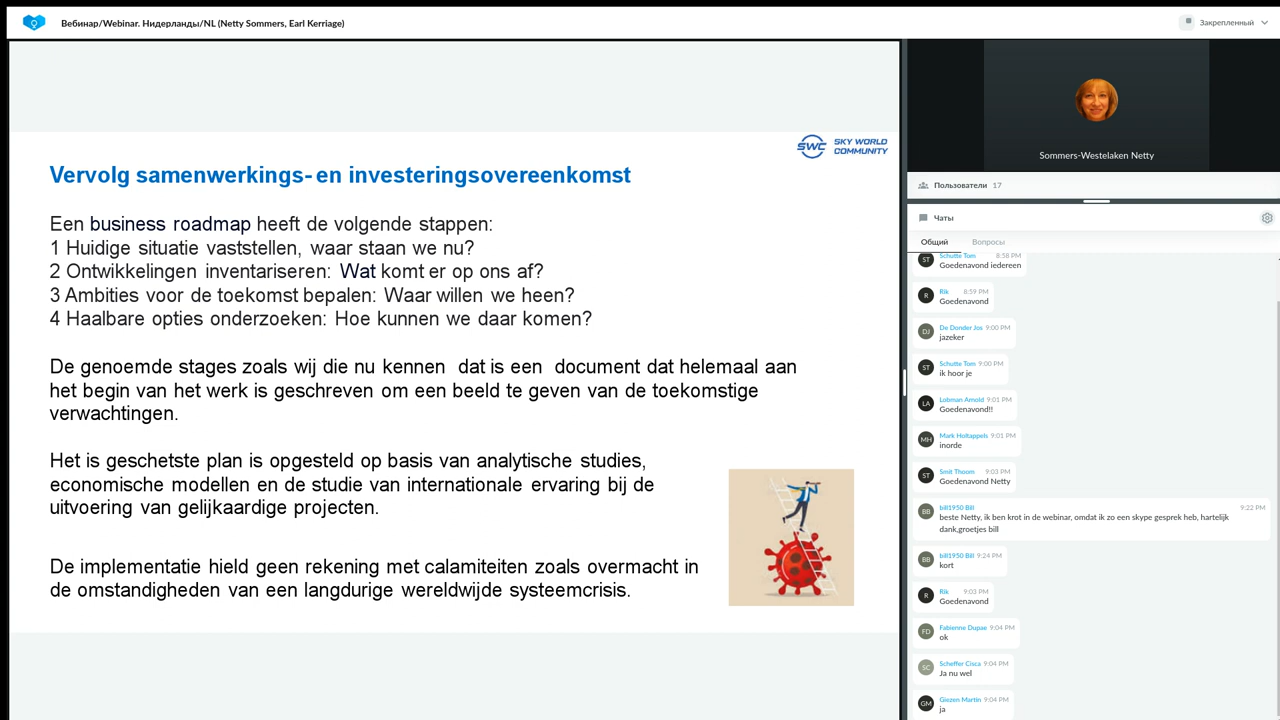 Вебинар/Webinar. Нидерланды/NL (Netty Sommers, Earl Kerriage)
Закрепленный
SWC SKY WORLD
COMMUNITY
Vervolg samenwerkings- en investeringsovereenkomst
Een business roadmap heeft de volgende stappen:
1 Huidige situatie vaststellen, waar staan we nu?
2 Ontwikkelingen inventariseren: Wat komt er op ons af?
3 Ambities voor de toekomst bepalen: Waar willen we heen?
4 Haalbare opties onderzoeken: Hoe kunnen we daar komen?
De genoemde stages zoals wij die nu kennen dat is een document dat helemaal aan
het begin van het werk is geschreven om een beeld te geven van de toekomstige
verwachtingen.
Het is geschetste plan is opgesteld op basis van analytische studies,
economische modellen en de studie van internationale ervaring bij de
uitvoering van gelijkaardige projecten.
De implementatie hield geen rekening met calamiteiten zoals overmacht in
de omstandigheden van een langdurige wereldwijde systeemcrisis.
Sommers-Westelaken Netty
Пользователи 17
Чаты
Общий Вопросы
ST Schutte Tom 8:58 PM
Goedenavond iedereen
R Rik 8:59 PM
Goedenavond
DJ De Donder Jos 9:00 PM
jazeker
ST Schutte Tom 9:00 PM
ik hoor je
LA Lobman Arnold 9:01 PM
Goedenavond!!
MH Mark Holtappels 9:01 PM
inorde
ST Smit Thoom 9:03 PM
Goedenavond Netty
BB bill1950 Bill 9:22 PM
beste Netty, ik ben krot in de webinar, omdat ik zo een skype gesprek heb, hartelijk
dank,groetjes bill
BB bill1950 Bill 9:24 PM
kort
R Rik 9:03 PM
Goedenavond
FD Fabienne Dupae 9:04 PM
ok
SC Scheffer Cisca 9:04 PM
Ja nu wel
GM Giezen Martin 9:04 PM
ja